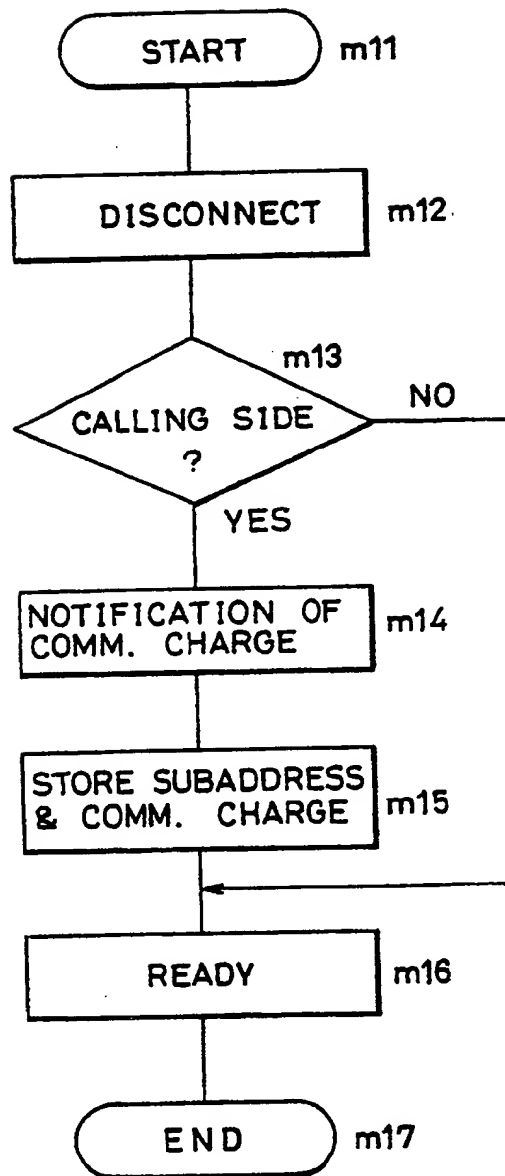 START m11
DISCONNECT m12
m13
CALLING SIDE
?
NO
YES
NOTIFICATION OF
COMM. CHARGE
m14
STORE SUBADDRESS
& COMM. CHARGE
m15
READY m16
END m17